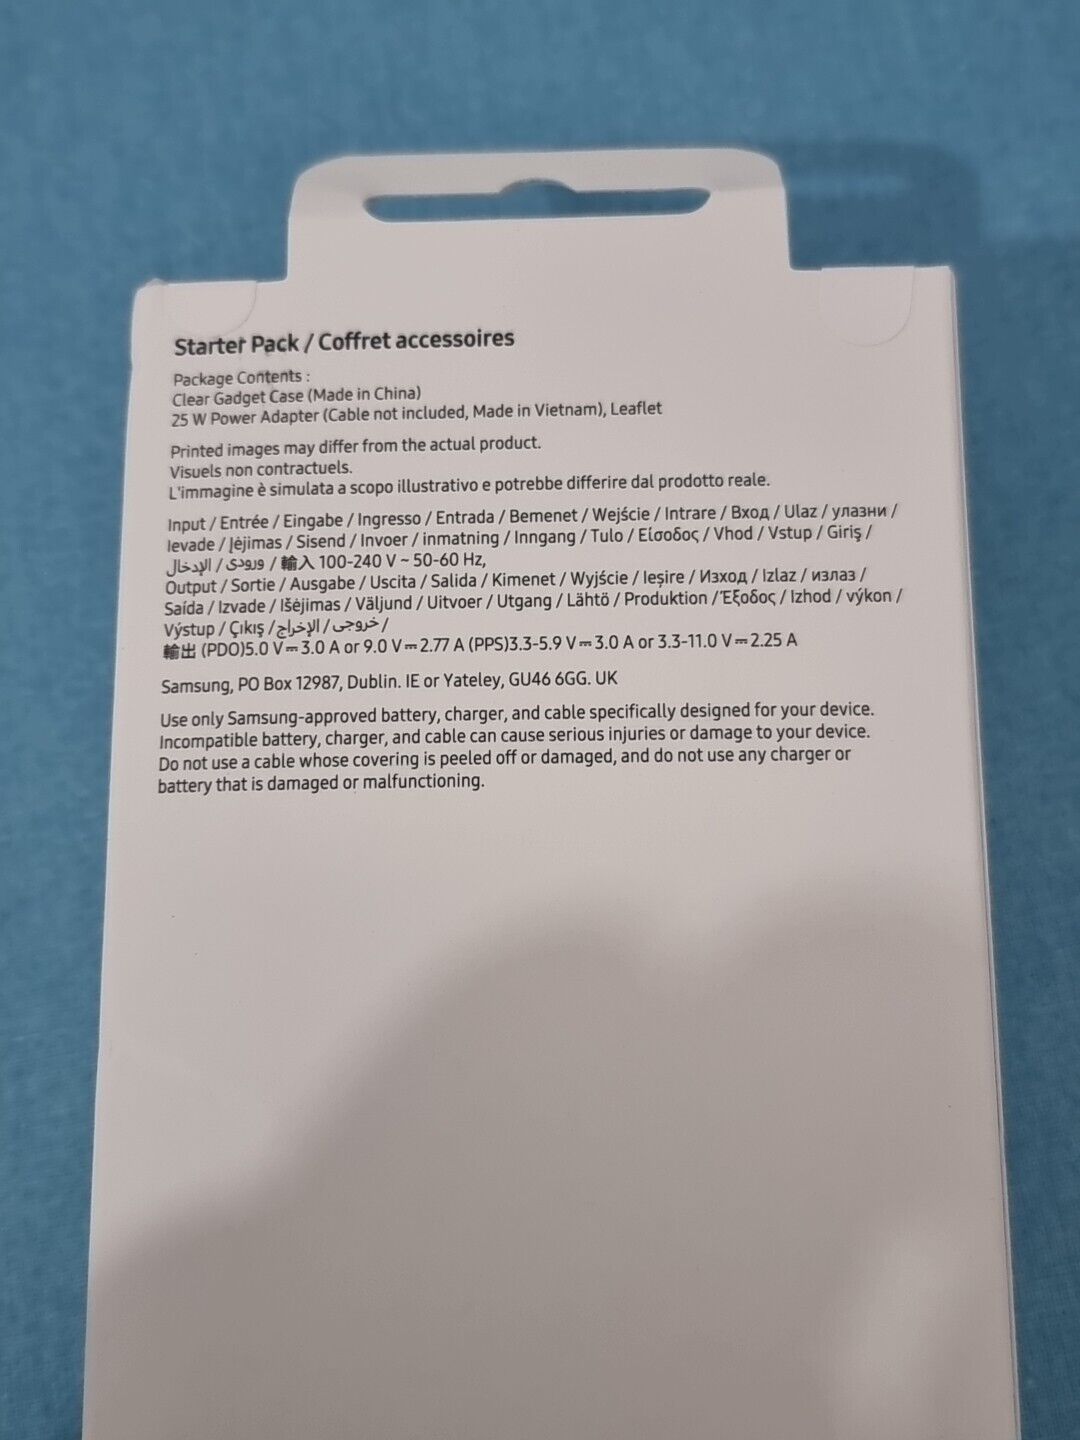 Starter Pack / Coffret accessoires
Package Contents :
Clear Gadget Case (Made in China)
25 W Power Adapter (Cable not included, Made in Vietnam), Leaflet
Printed images may differ from the actual product.
Visuels non contractuels.
L'immagine è simulata a scopo illustrativo e potrebbe differire dal prodotto reale.
Input / Entrée / Eingabe / Ingresso / Entrada / Bemenet / Wejście / Intrare / Вход / Ulaz / улазни /
Ievade / Įėjimas / Sisend / Invoer / inmatning / Inngang / Tulo / Είσοδος / Vhod / Vstup / Giriş /
الإدخال / ورودی / 輸入 100-240 V ~ 50-60 Hz,
Output / Sortie / Ausgabe / Uscita / Salida / Kimenet / Wyjście / Ieșire / Изход / Izlaz / излаз /
Saída / Izvade / Išėjimas / Väljund / Uitvoer / Utgang / Lähtö / Produktion /Έξοδος / Izhod / výkon /
Výstup / Çıkış /الإخراج / خروجی /
輸出 (PDO)5.0 V⎓3.0 A or 9.0 V⎓2.77 A (PPS)3.3-5.9 V⎓3.0 A or 3.3-11.0 V⎓2.25 A
Samsung, PO Box 12987, Dublin. IE or Yateley, GU46 6GG. UK
Use only Samsung-approved battery, charger, and cable specifically designed for your device.
Incompatible battery, charger, and cable can cause serious injuries or damage to your device.
Do not use a cable whose covering is peeled off or damaged, and do not use any charger or
battery that is damaged or malfunctioning.